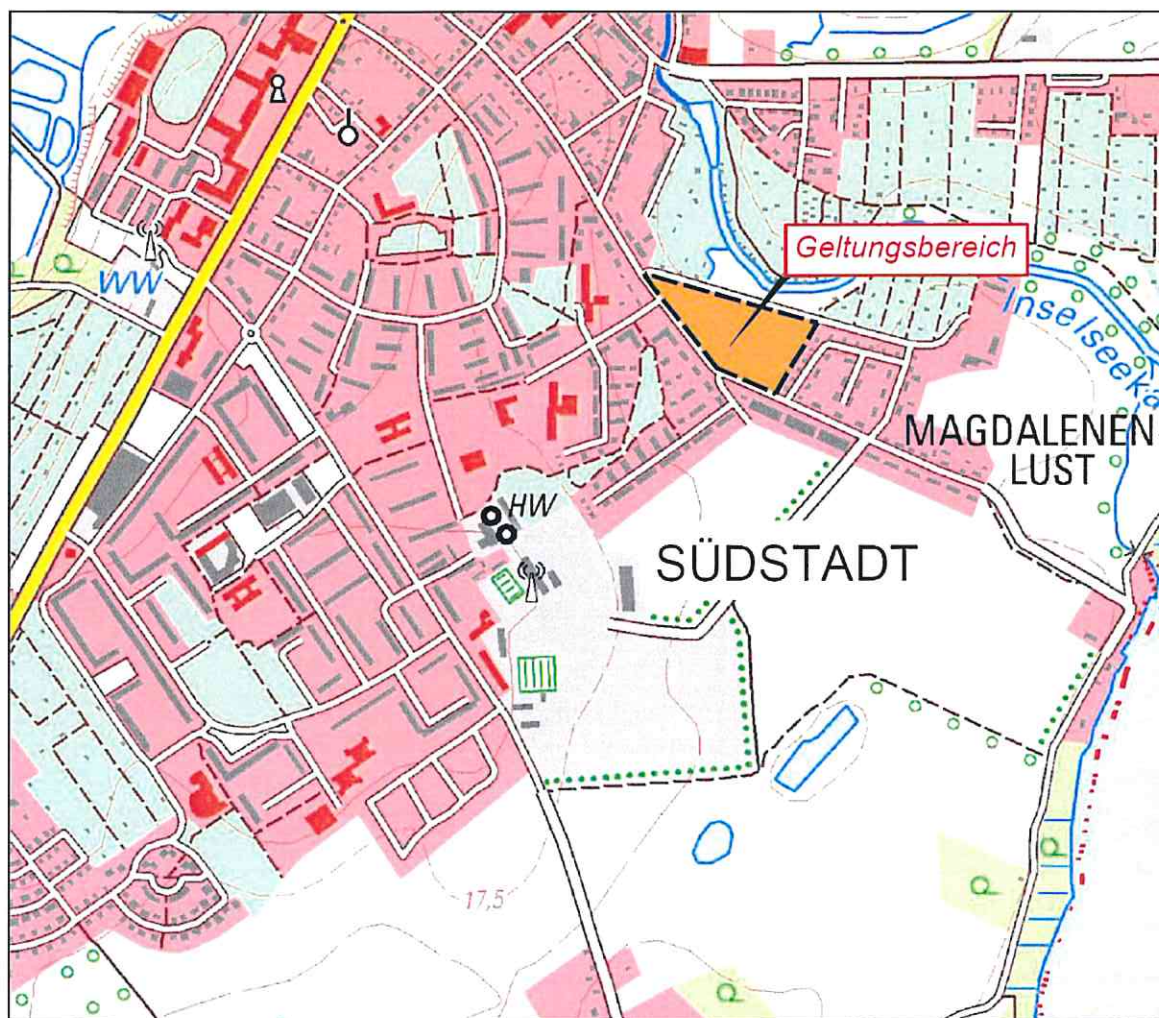 Geltungsbereich
WW
Inselseekä
MAGDALENEN
LUST
HW
SÜDSTADT
17,5